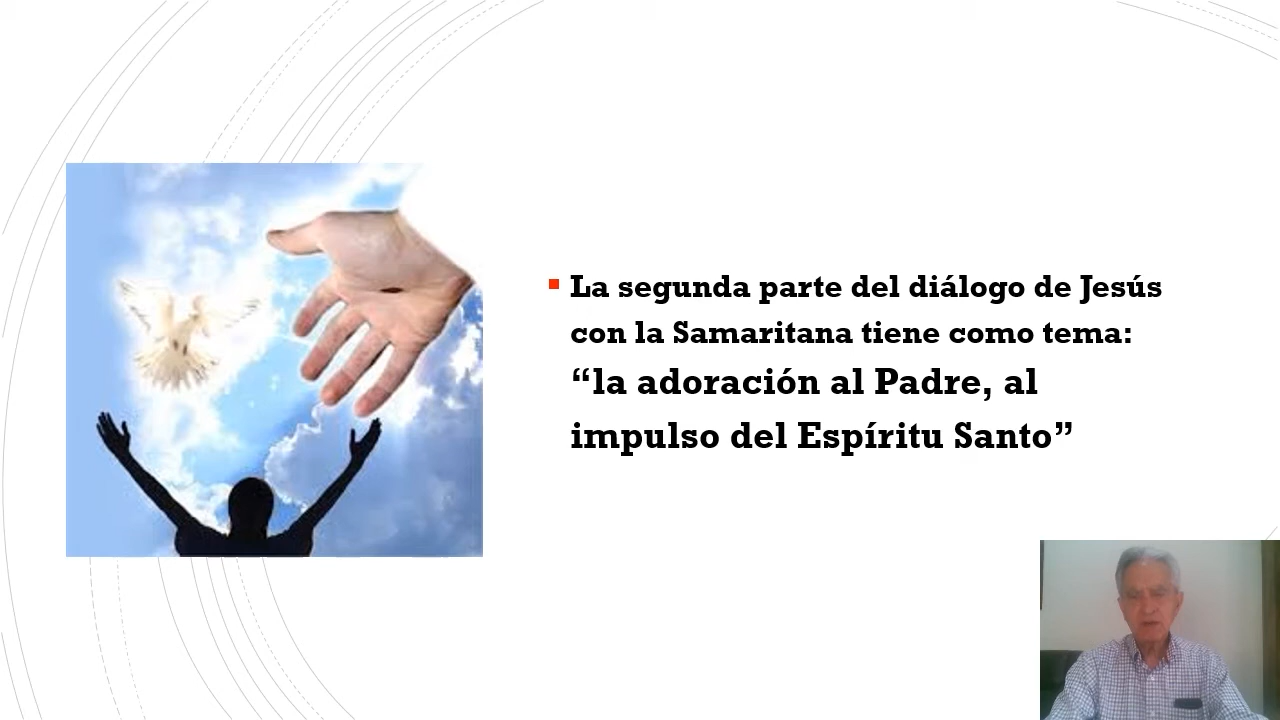 La segunda parte del diálogo de Jesús
con la Samaritana tiene como tema:
“la adoración al Padre, al
impulso del Espíritu Santo”